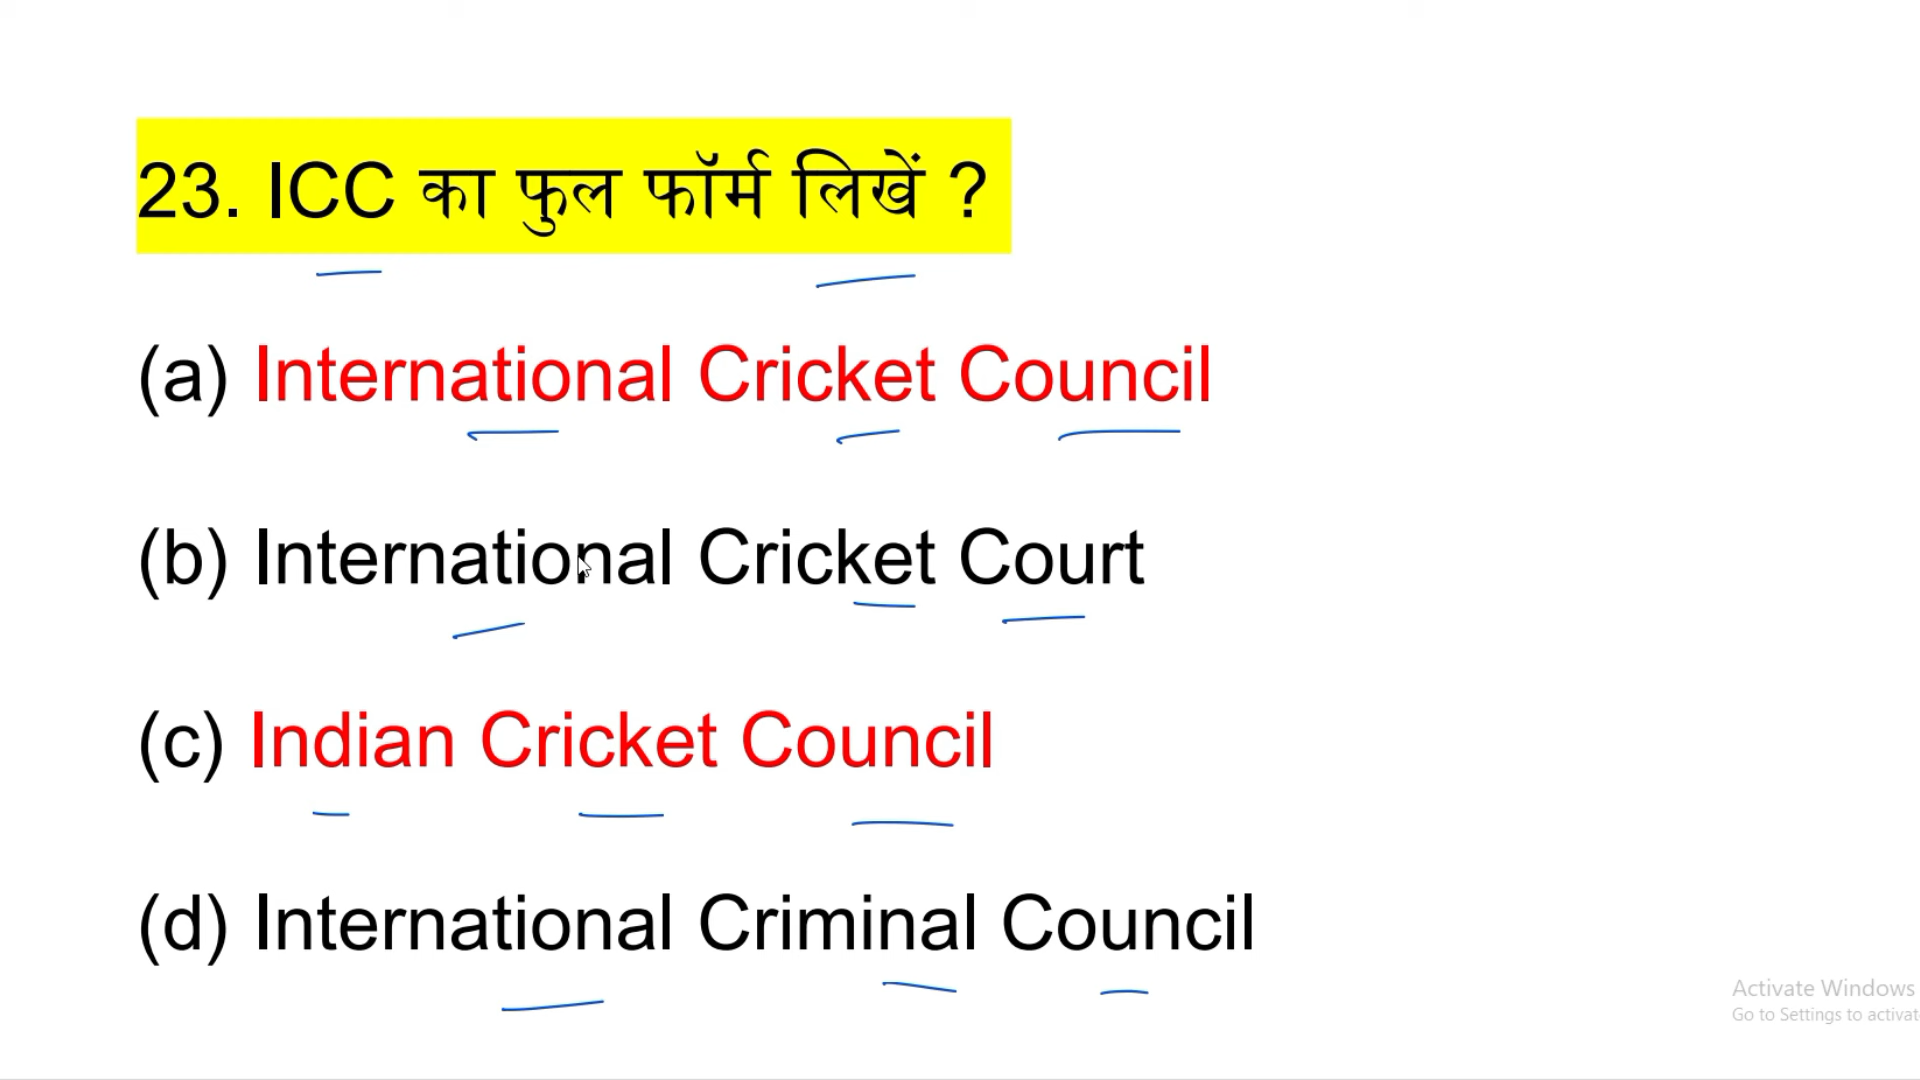 23. ICC का फुल फॉर्म लिखें ?
(a) International Cricket Council
(b) International Cricket Court
(c) Indian Cricket Council
(d) International Criminal Council
Activate Windows
Go to Settings to activat